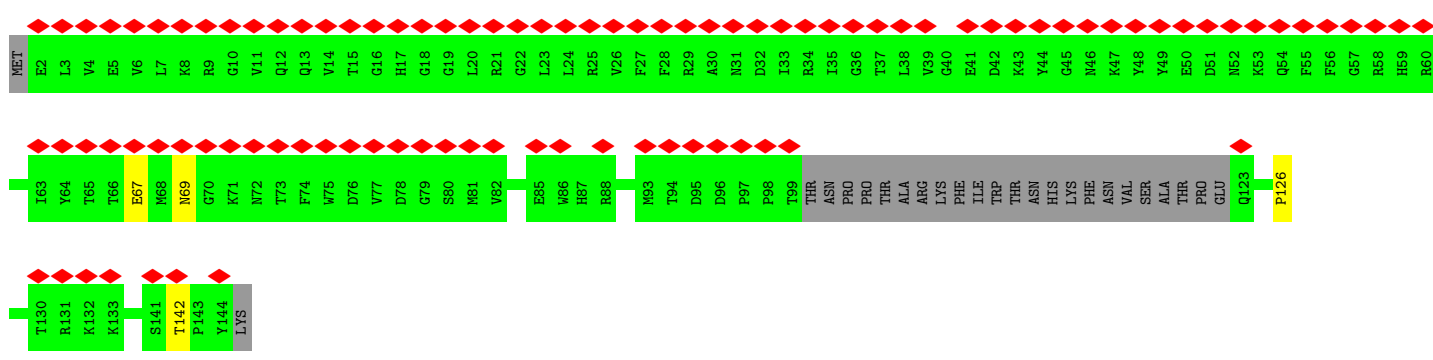 MET E2 L3 V4 E5 V6 L7 K8 R9 G10 V11 Q12 Q13 V14 T15 G16 H17 G18 G19 L20 R21 G22 L23 L24 R25 V26 F27 F28 R29 A30 N31 D32 I33 R34 I35 G36 T37 L38 V39 G40 E41 D42 K43 Y44 G45 N46 K47 Y48 Y49 E50 D51 N52 K53 Q54 F55 F56 G57 R58 H59 R60
I63 Y64 T65 T66 E67 M68 N69 G70 K71 N72 T73 F74 W75 D76 V77 D78 G79 S80 M81 V82 E85 W86 H87 R88 M93 T94 D95 D96 P97 P98 T99 THR ASN PRO PRO THR ALA ARG LYS PHE ILE TRP THR ASN HIS LYS PHE ASN VAL SER ALA THR PRO GLU Q123 P126
T130 R131 K132 K133 S141 T142 P143 Y144 LYS